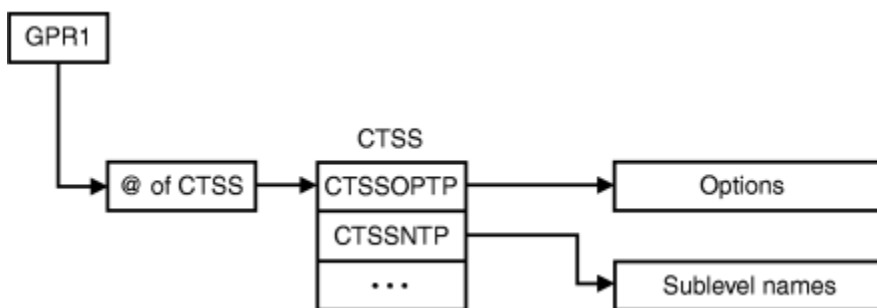 GPR1
CTSS
@ of CTSS
CTSSOPTP
Options
CTSSNTP
Sublevel names
• • •